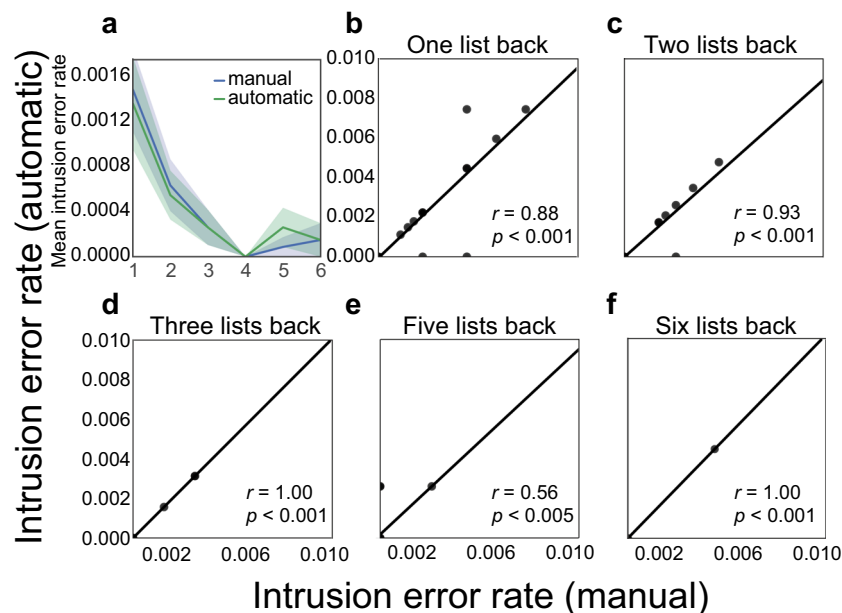 a
b
One list back
c
Two lists back
Intrusion error rate (automatic)
Mean intrusion error rate
0.0016
0.0012
0.0008
0.0004
0.0000
manual
automatic
1 2 3 4 5 6
0.010
0.008
0.006
0.004
0.002
0.000
r = 0.88
p < 0.001
r = 0.93
p < 0.001
d
Three lists back
e
Five lists back
f
Six lists back
0.010
0.008
0.006
0.004
0.002
0.000
r = 1.00
p < 0.001
r = 0.56
p < 0.005
r = 1.00
p < 0.001
0.002 0.006 0.010
0.002 0.006 0.010
0.002 0.006 0.010
Intrusion error rate (manual)